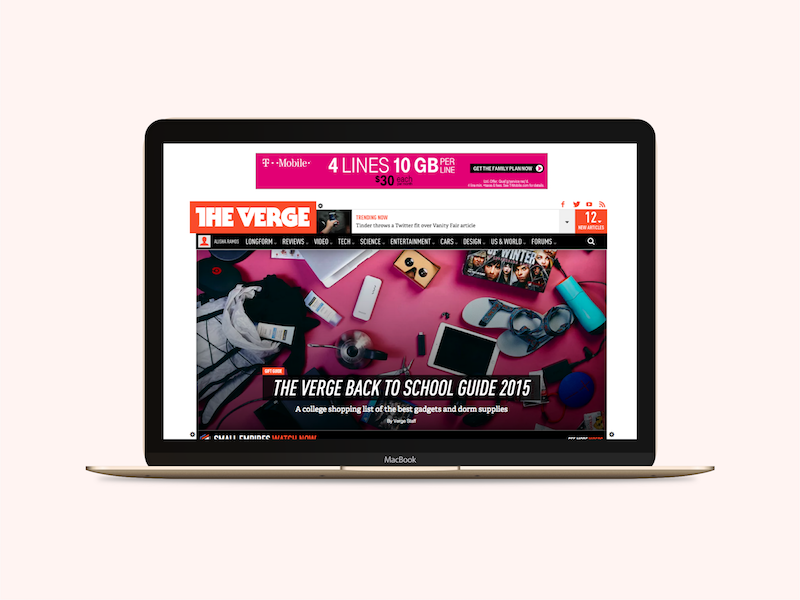 T··Mobile·
4 LINES 10 GB PER LINE
$30 each
GET THE FAMILY PLAN NOW
THE VERGE
TRENDING NOW
Tinder throws a Twitter fit over Vanity Fair article
12
NEW ARTICLES
ALIONA RAMOS LONGFORM REVIEWS VIDEO TECH SCIENCE ENTERTAINMENT CARS DESIGN US & WORLD FORUMS
OF WINTER
GIFT GUIDE
THE VERGE BACK TO SCHOOL GUIDE 2015
A college shopping list of the best gadgets and dorm supplies
By Verge Staff
SMALL EMPIRES WATCH NOW
MacBook